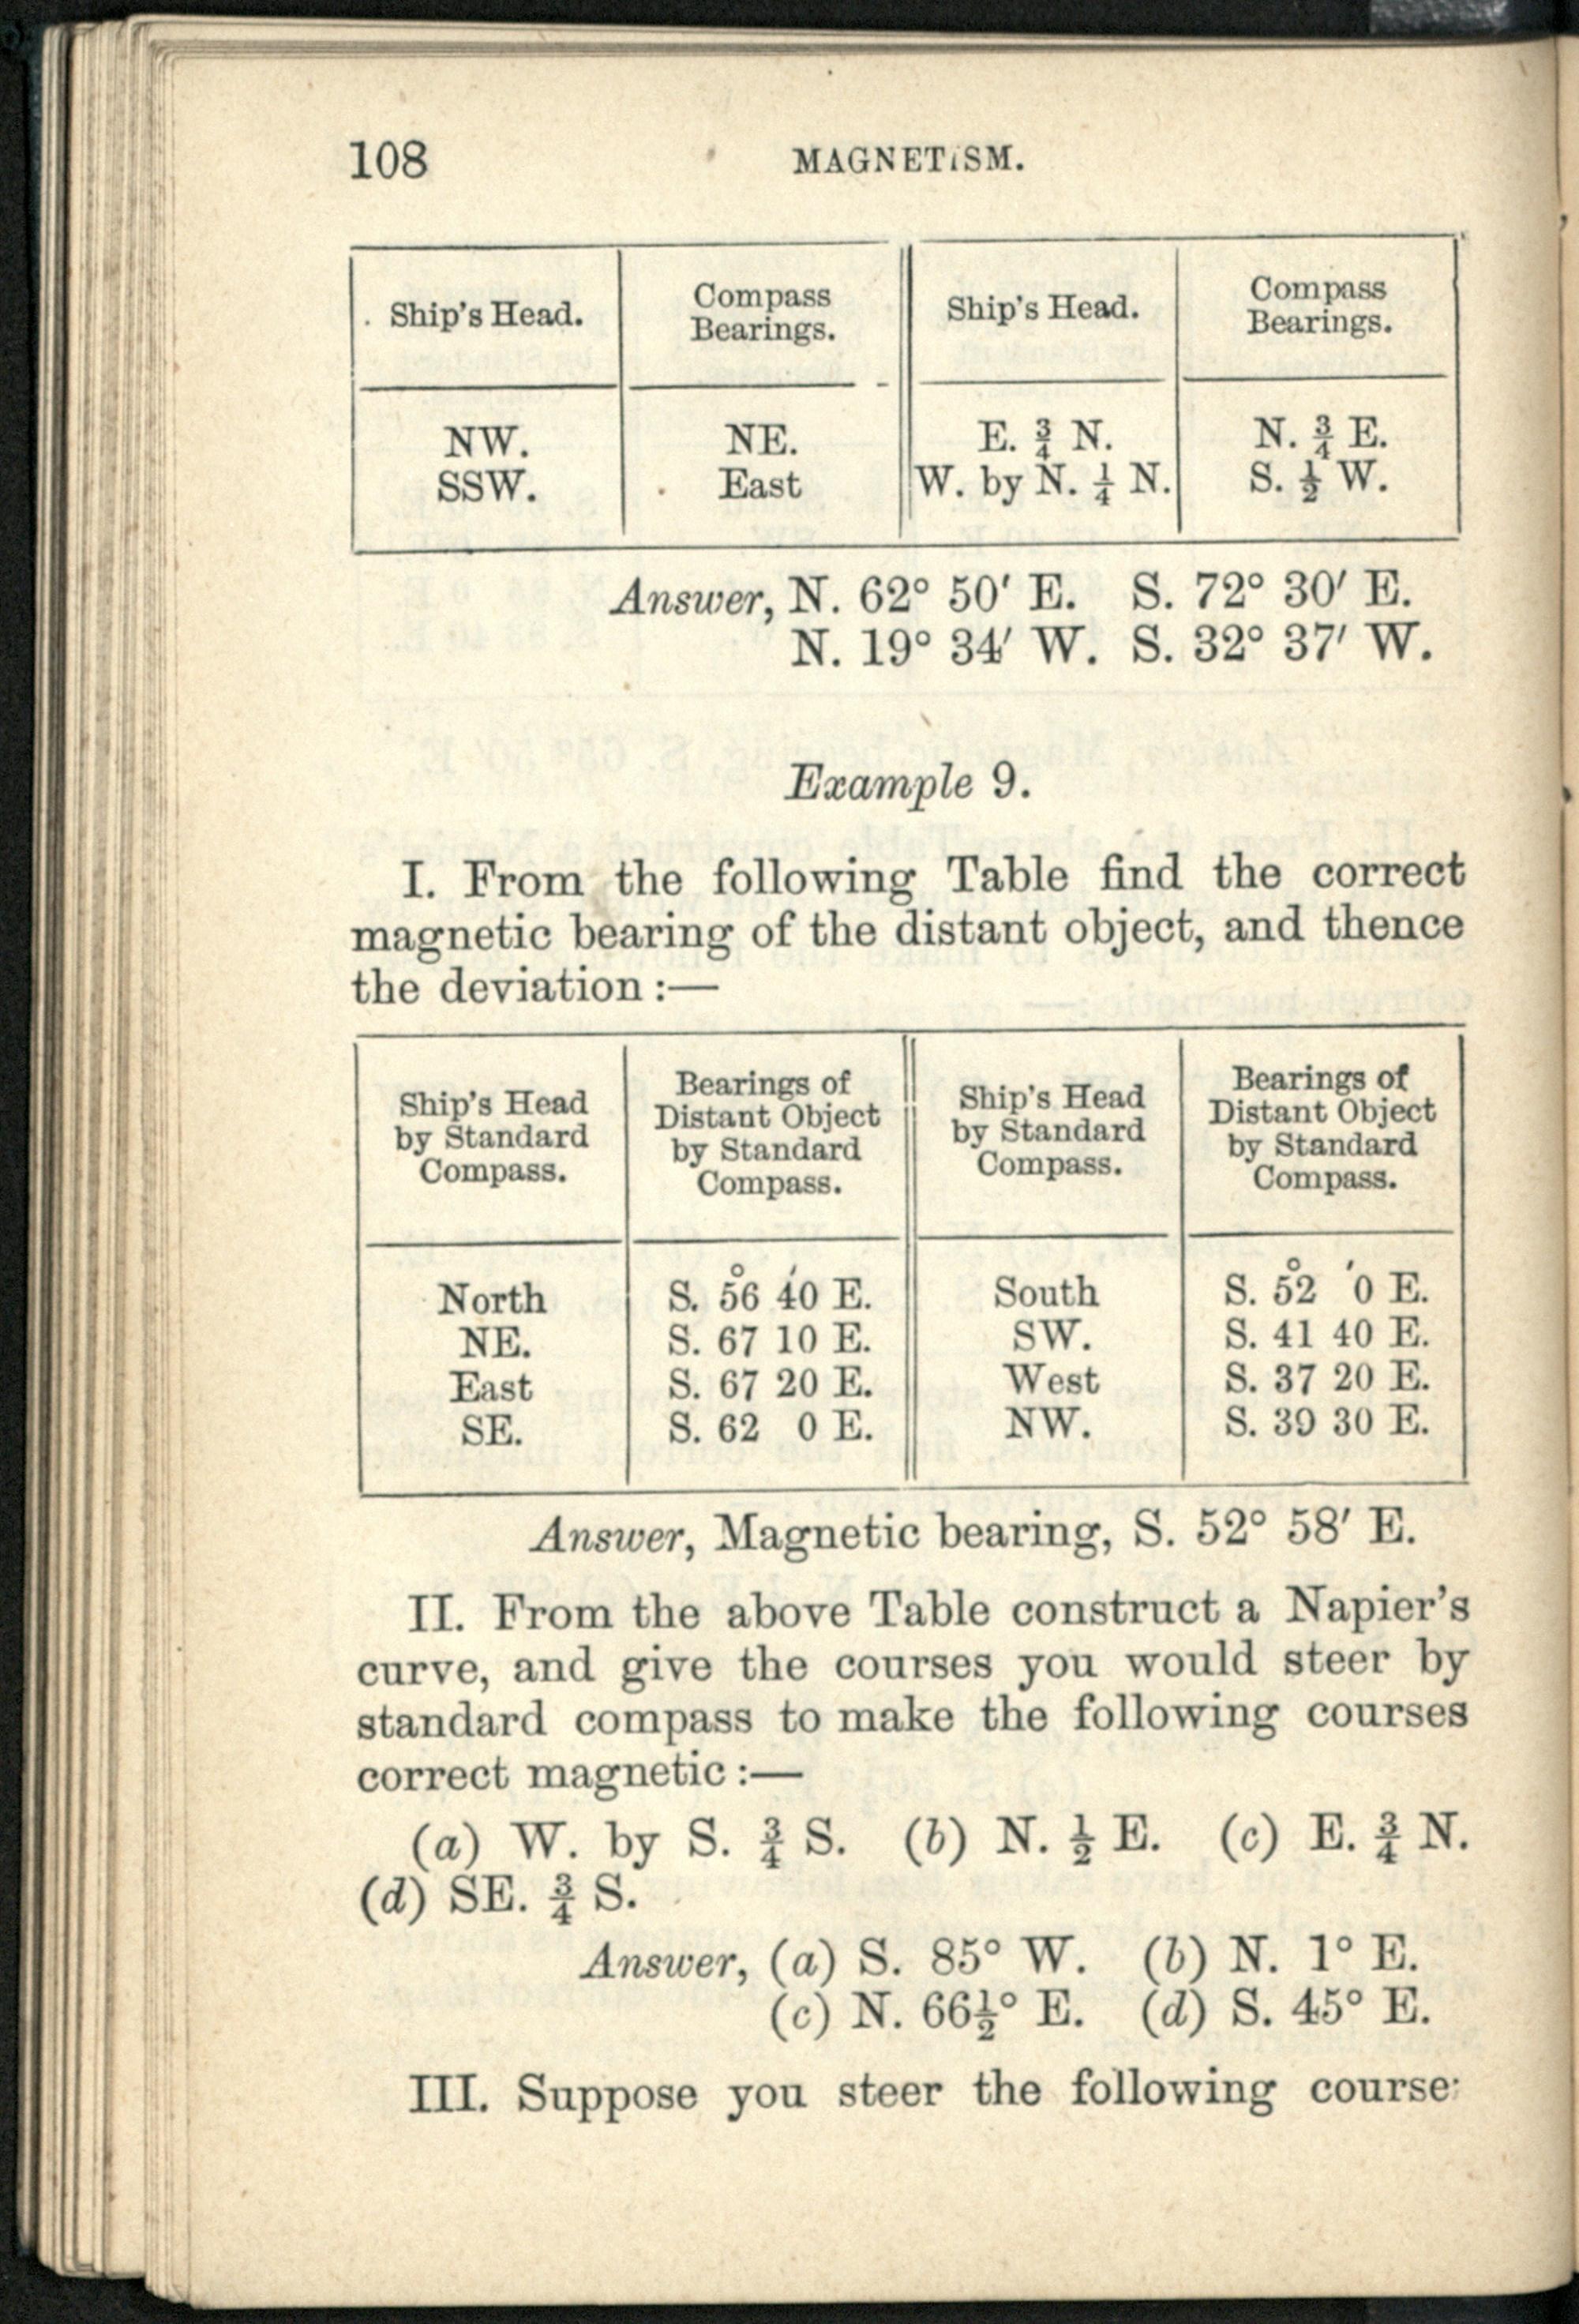 108 MAGNETISM.
Ship's Head. Compass Bearings. Ship's Head. Compass Bearings.
NW. NE. E. ¾ N. N. ¾ E.
SSW. East W. by N. ¼ N. S. ½ W.
Answer, N. 62° 50′ E. S. 72° 30′ E.
N. 19° 34′ W. S. 32° 37′ W.
Example 9.
I. From the following Table find the correct
magnetic bearing of the distant object, and thence
the deviation :—
Ship's Head by Standard Compass. Bearings of Distant Object by Standard Compass. Ship's Head by Standard Compass. Bearings of Distant Object by Standard Compass.
North S. 56° 40′ E. South S. 52° 0′ E.
NE. S. 67 10 E. SW. S. 41 40 E.
East S. 67 20 E. West S. 37 20 E.
SE. S. 62 0 E. NW. S. 39 30 E.
Answer, Magnetic bearing, S. 52° 58′ E.
II. From the above Table construct a Napier's
curve, and give the courses you would steer by
standard compass to make the following courses
correct magnetic :—
(a) W. by S. ¾ S. (b) N. ½ E. (c) E. ¾ N.
(d) SE. ¾ S.
Answer, (a) S. 85° W. (b) N. 1° E.
(c) N. 66½° E. (d) S. 45° E.
III. Suppose you steer the following course